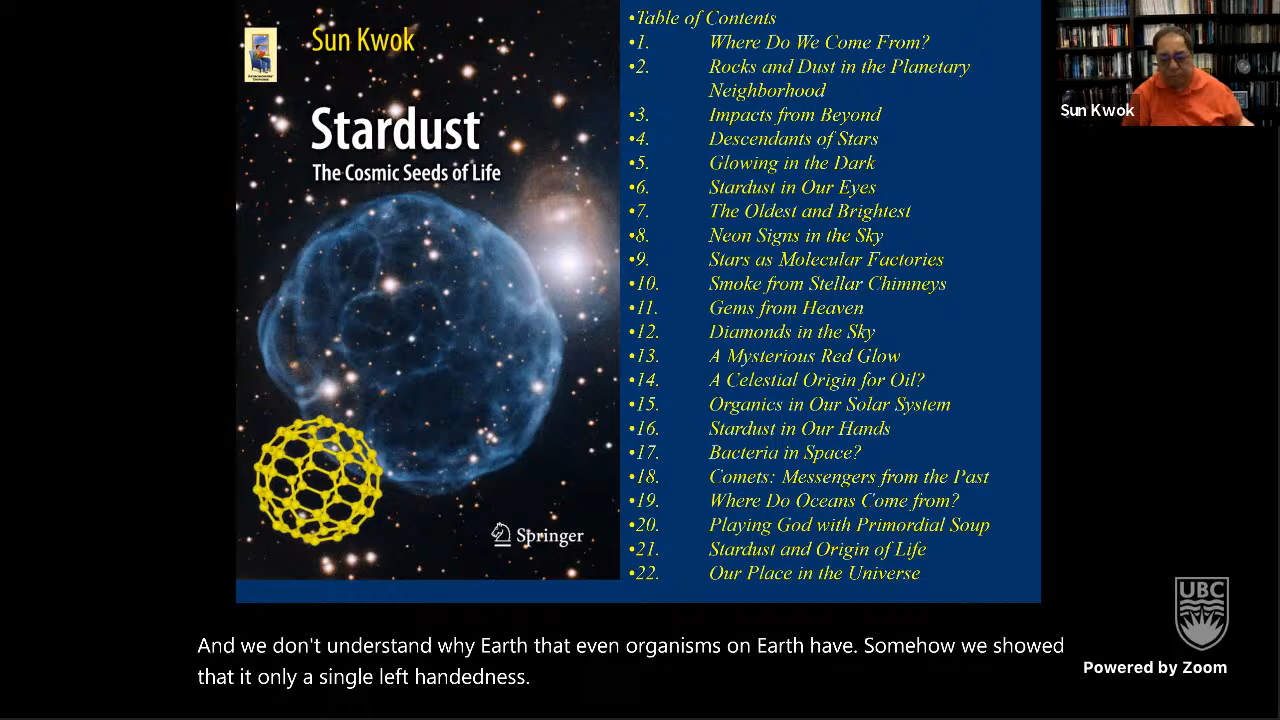 Sun Kwok
Stardust
The Cosmic Seeds of Life
Springer
•Table of Contents
•1. Where Do We Come From?
•2. Rocks and Dust in the Planetary
Neighborhood
•3. Impacts from Beyond
•4. Descendants of Stars
•5. Glowing in the Dark
•6. Stardust in Our Eyes
•7. The Oldest and Brightest
•8. Neon Signs in the Sky
•9. Stars as Molecular Factories
•10. Smoke from Stellar Chimneys
•11. Gems from Heaven
•12. Diamonds in the Sky
•13. A Mysterious Red Glow
•14. A Celestial Origin for Oil?
•15. Organics in Our Solar System
•16. Stardust in Our Hands
•17. Bacteria in Space?
•18. Comets: Messengers from the Past
•19. Where Do Oceans Come from?
•20. Playing God with Primordial Soup
•21. Stardust and Origin of Life
•22. Our Place in the Universe
Sun Kwok
UBC
Powered by Zoom
And we don't understand why Earth that even organisms on Earth have. Somehow we showed
that it only a single left handedness.